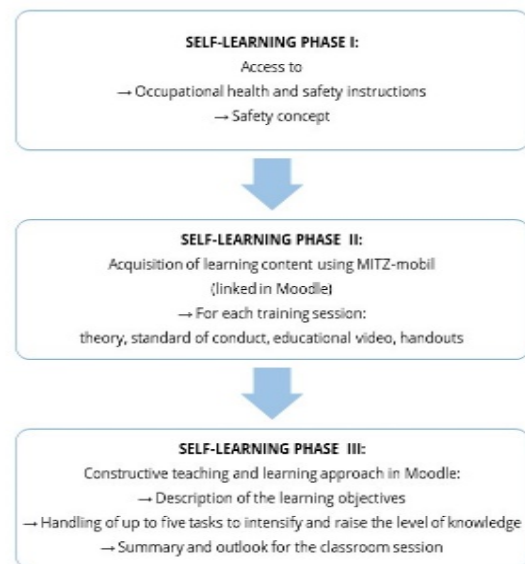 SELF-LEARNING PHASE I:
Access to
→ Occupational health and safety instructions
→ Safety concept
SELF-LEARNING PHASE II:
Acquisition of learning content using MITZ-mobil
(linked in Moodle)
→ For each training session:
theory, standard of conduct, educational video, handouts
SELF-LEARNING PHASE III:
Constructive teaching and learning approach in Moodle:
→ Description of the learning objectives
→ Handling of up to five tasks to intensify and raise the level of knowledge
→ Summary and outlook for the classroom session